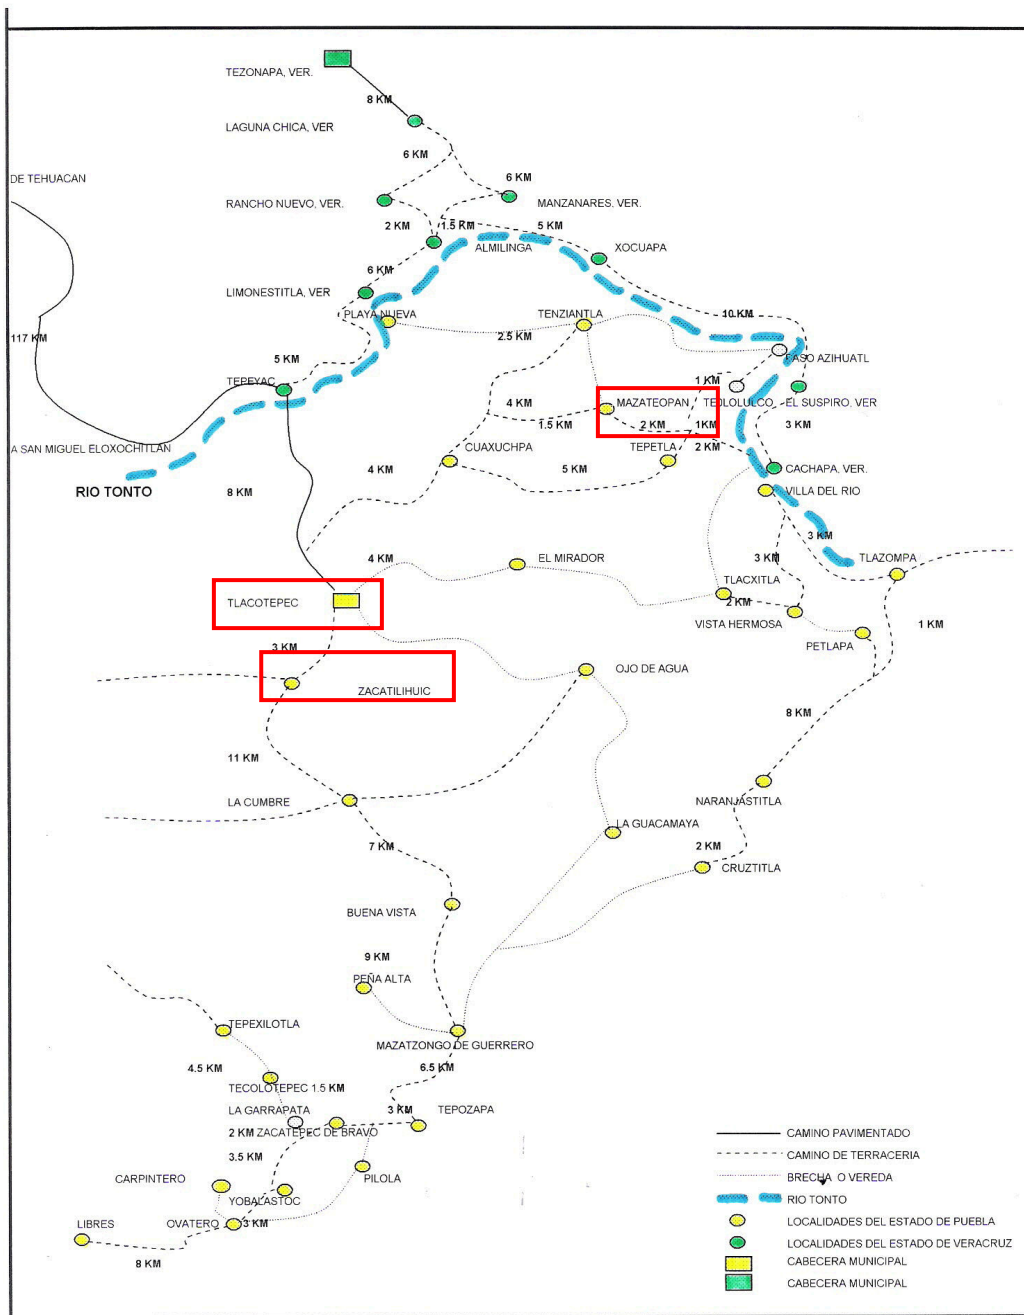 TEZONAPA, VER.
8 KM
LAGUNA CHICA, VER
6 KM
DE TEHUACAN
6 KM
RANCHO NUEVO, VER.
MANZANARES, VER.
2 KM
1.5 KM
5 KM
ALMILINGA
XOCUAPA
6 KM
LIMONESTITLA, VER
PLAYA NUEVA
TENZIANTLA
10 KM
117 KM
2.5 KM
5 KM
PASO AZIHUATL
TEPEYAC
1 KM
4 KM
MAZATEOPAN
TEOLOLULCO
EL SUSPIRO, VER
1.5 KM
2 KM
1KM
3 KM
A SAN MIGUEL ELOXOCHITLAN
CUAXUCHPA
TEPETLA
2 KM
4 KM
5 KM
CACHAPA, VER.
RIO TONTO
8 KM
VILLA DEL RIO
3 KM
4 KM
EL MIRADOR
3 KM
TLAZOMPA
TLACXITLA
TLACOTEPEC
2 KM
VISTA HERMOSA
1 KM
3 KM
PETLAPA
OJO DE AGUA
ZACATILIHUIC
8 KM
11 KM
LA CUMBRE
NARANJASTITLA
LA GUACAMAYA
7 KM
2 KM
CRUZTITLA
BUENA VISTA
9 KM
PEÑA ALTA
TEPEXILOTLA
MAZATZONGO DE GUERRERO
4.5 KM
6.5 KM
TECOLOTEPEC 1.5 KM
LA GARRAPATA
3 KM
TEPOZAPA
2 KM ZACATEPEC DE BRAVO
3.5 KM
CARPINTERO
PILOLA
YOBALASTOC
LIBRES
OVATERO
3 KM
8 KM
CAMINO PAVIMENTADO
CAMINO DE TERRACERIA
BRECHA O VEREDA
RIO TONTO
LOCALIDADES DEL ESTADO DE PUEBLA
LOCALIDADES DEL ESTADO DE VERACRUZ
CABECERA MUNICIPAL
CABECERA MUNICIPAL